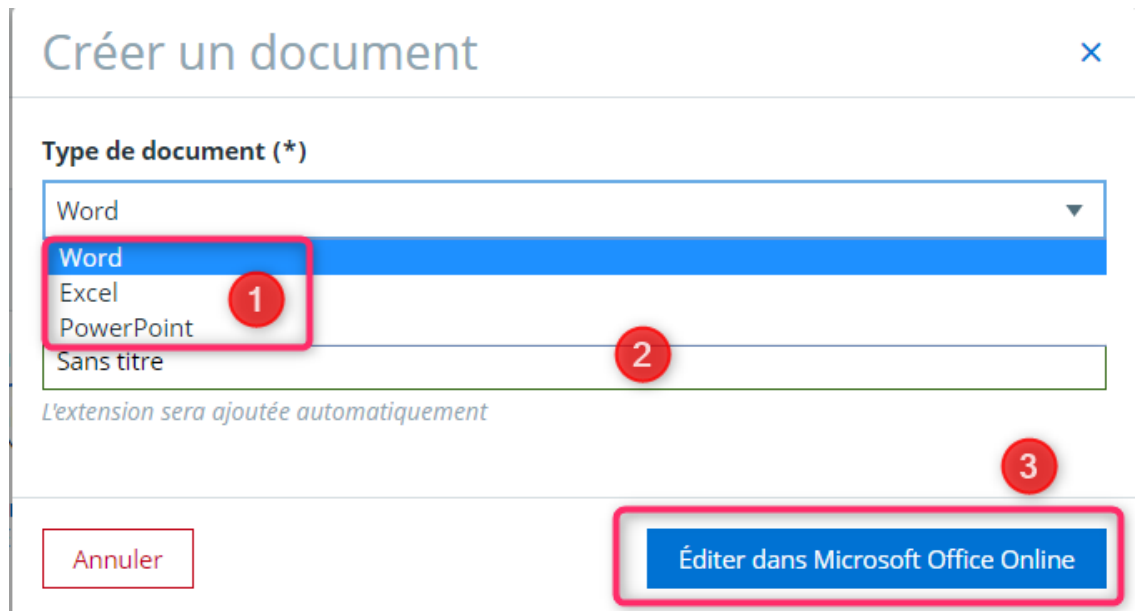 Créer un document ×
Type de document (*)
Word
Word
Excel
1
PowerPoint
2
Sans titre
L'extension sera ajoutée automatiquement
3
Annuler
Éditer dans Microsoft Office Online